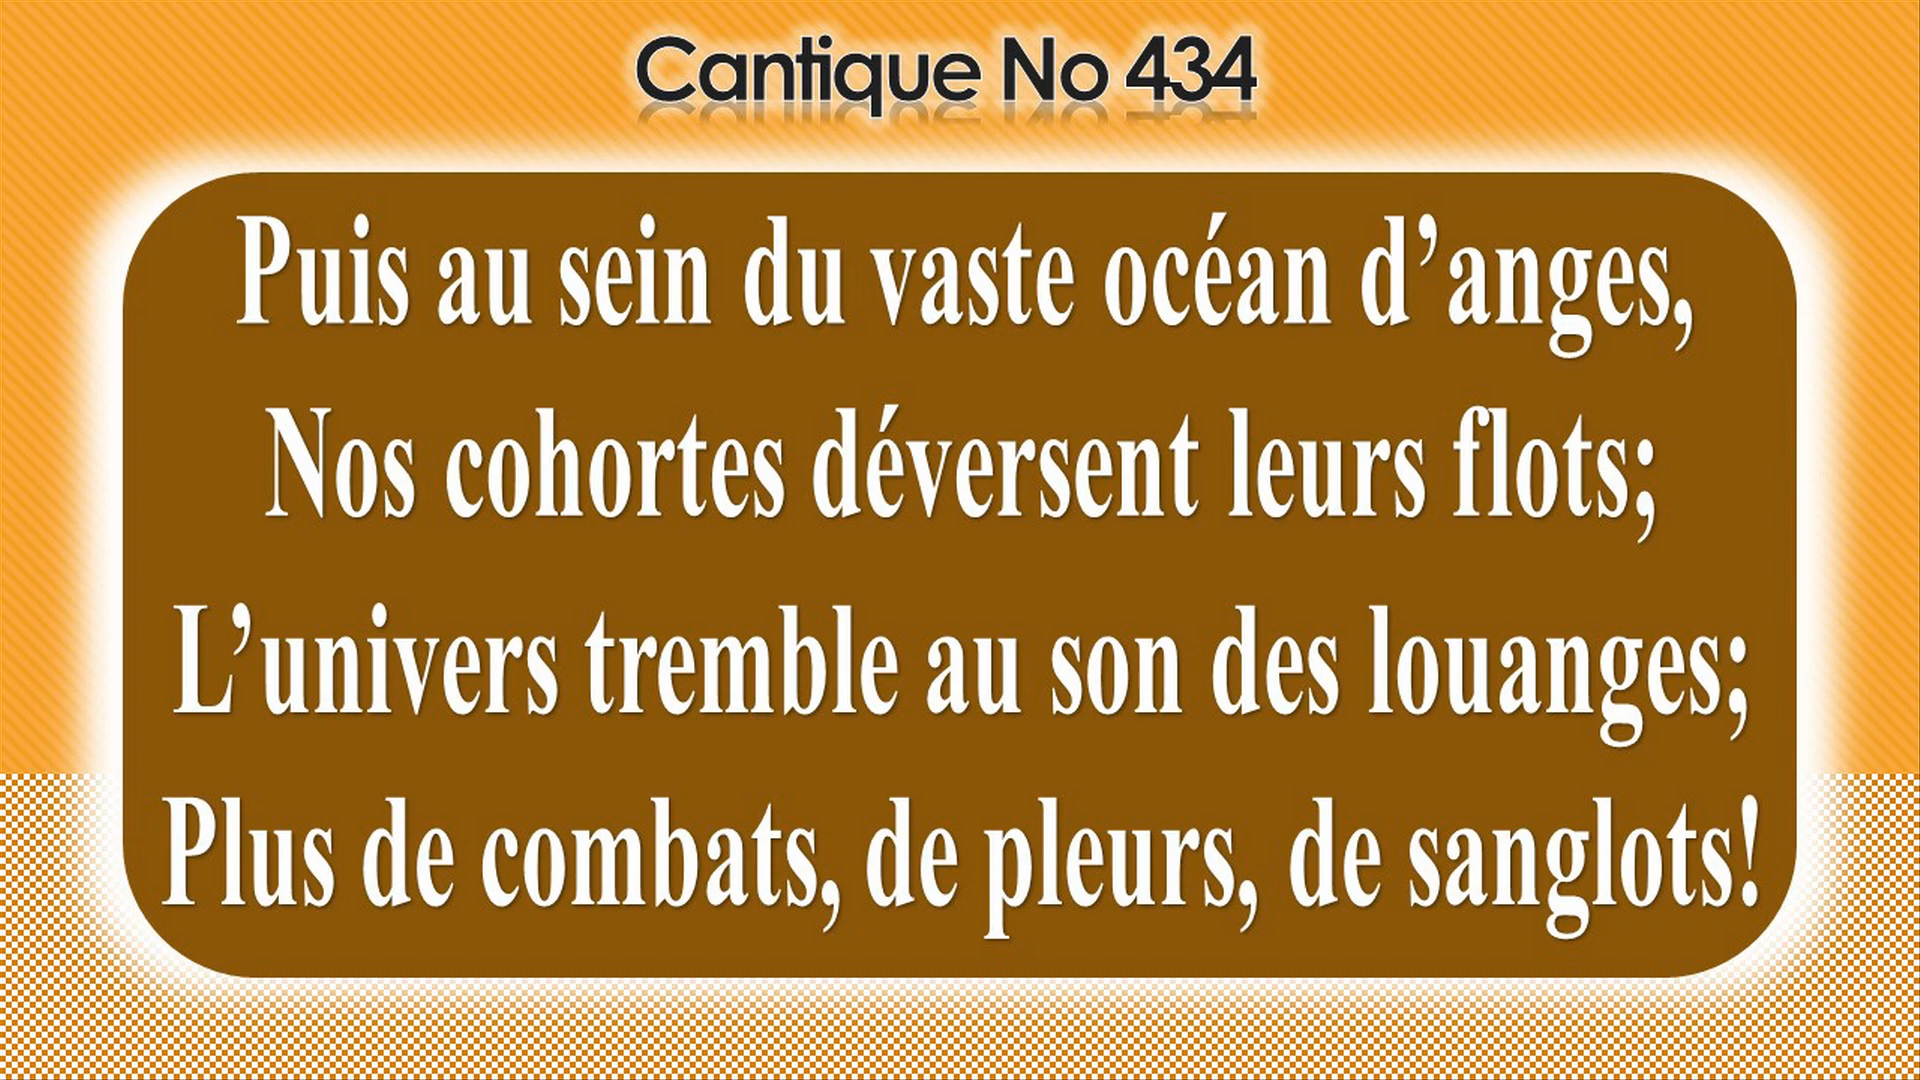 Cantique No 434
Puis au sein du vaste océan d’anges,
Nos cohortes déversent leurs flots;
L’univers tremble au son des louanges;
Plus de combats, de pleurs, de sanglots!